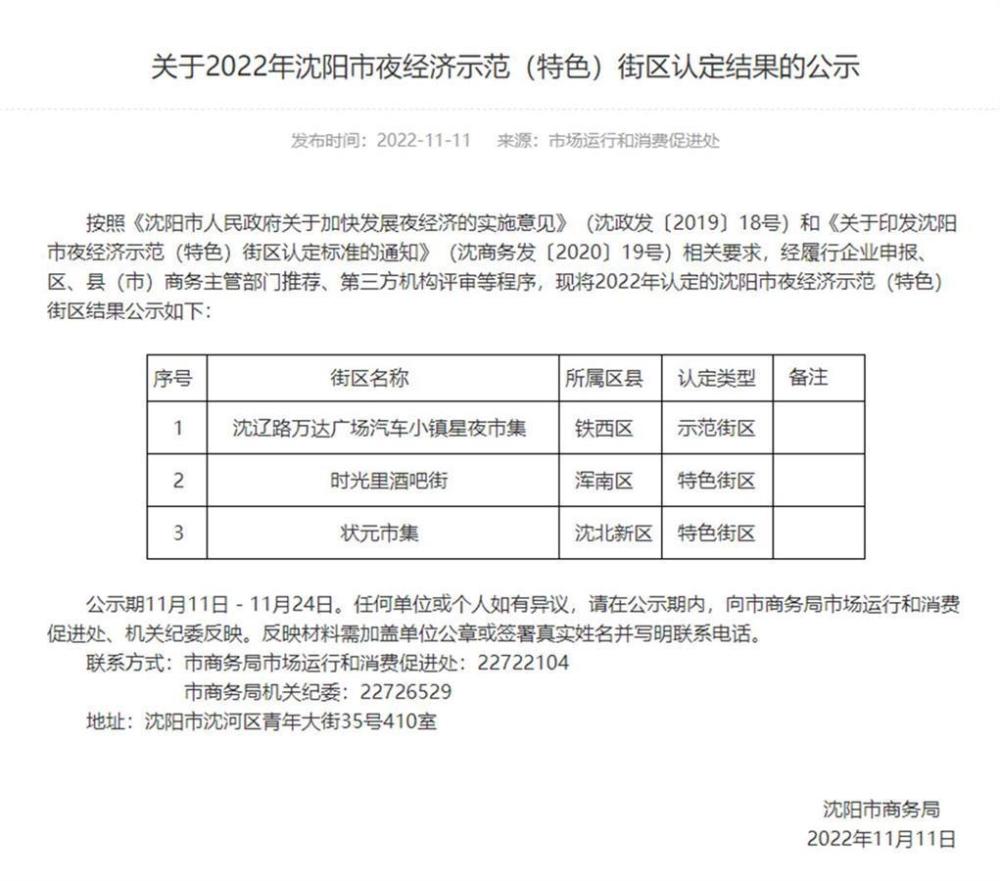 关于2022年沈阳市夜经济示范（特色）街区认定结果的公示
发布时间：2022-11-11 来源：市场运行和消费促进处
按照《沈阳市人民政府关于加快发展夜经济的实施意见》（沈政发〔2019〕18号）和《关于印发沈阳
市夜经济示范（特色）街区认定标准的通知》（沈商务发〔2020〕19号）相关要求，经履行企业申报、
区、县（市）商务主管部门推荐、第三方机构评审等程序，现将2022年认定的沈阳市夜经济示范（特色）
街区结果公示如下：
序号 街区名称 所属区县 认定类型 备注
1 沈辽路万达广场汽车小镇星夜市集 铁西区 示范街区
2 时光里酒吧街 浑南区 特色街区
3 状元市集 沈北新区 特色街区
公示期11月11日 - 11月24日。任何单位或个人如有异议，请在公示期内，向市商务局市场运行和消费
促进处、机关纪委反映。反映材料需加盖单位公章或签署真实姓名并写明联系电话。
联系方式：市商务局市场运行和消费促进处：22722104
市商务局机关纪委：22726529
地址：沈阳市沈河区青年大街35号410室
沈阳市商务局
2022年11月11日